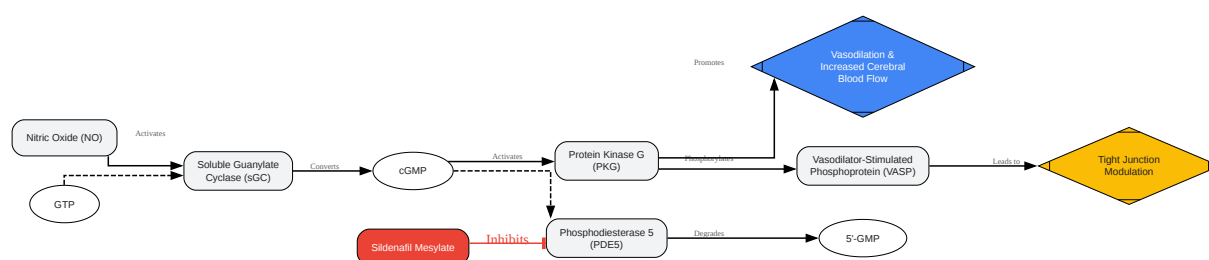 Promotes
Vasodilation &
Increased Cerebral
Blood Flow
Nitric Oxide (NO)
Activates
Soluble Guanylate
Cyclase (sGC)
GTP
Converts
cGMP
Activates
Protein Kinase G
(PKG)
Phosphorylates
Vasodilator-Stimulated
Phosphoprotein (VASP)
Leads to
Tight Junction
Modulation
Sildenafil Mesylate
Inhibits
Phosphodiesterase 5
(PDE5)
Degrades
5'-GMP